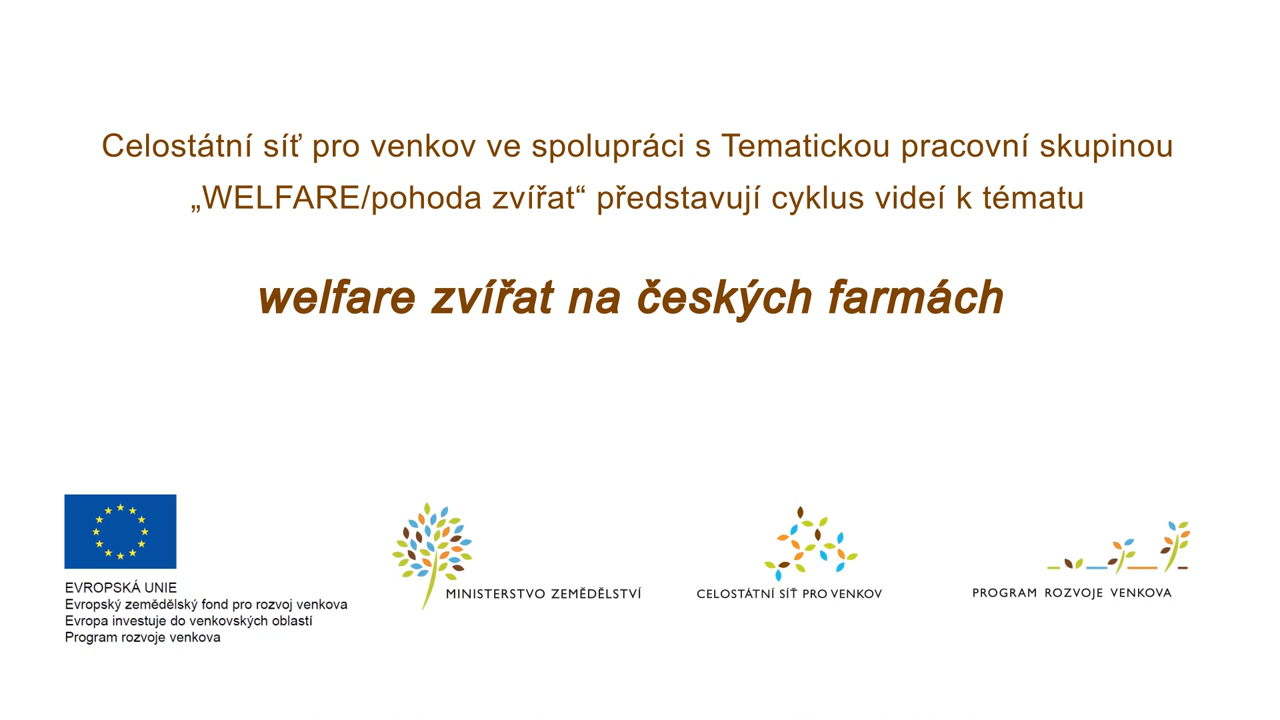 Celostátní síť pro venkov ve spolupráci s Tematickou pracovní skupinou
„WELFARE/pohoda zvířat“ představují cyklus videí k tématu
welfare zvířat na českých farmách
EVROPSKÁ UNIE
Evropský zemědělský fond pro rozvoj venkova
Evropa investuje do venkovských oblastí
Program rozvoje venkova
MINISTERSTVO ZEMĚDĚLSTVÍ
CELOSTÁTNÍ SÍŤ PRO VENKOV
PROGRAM ROZVOJE VENKOVA